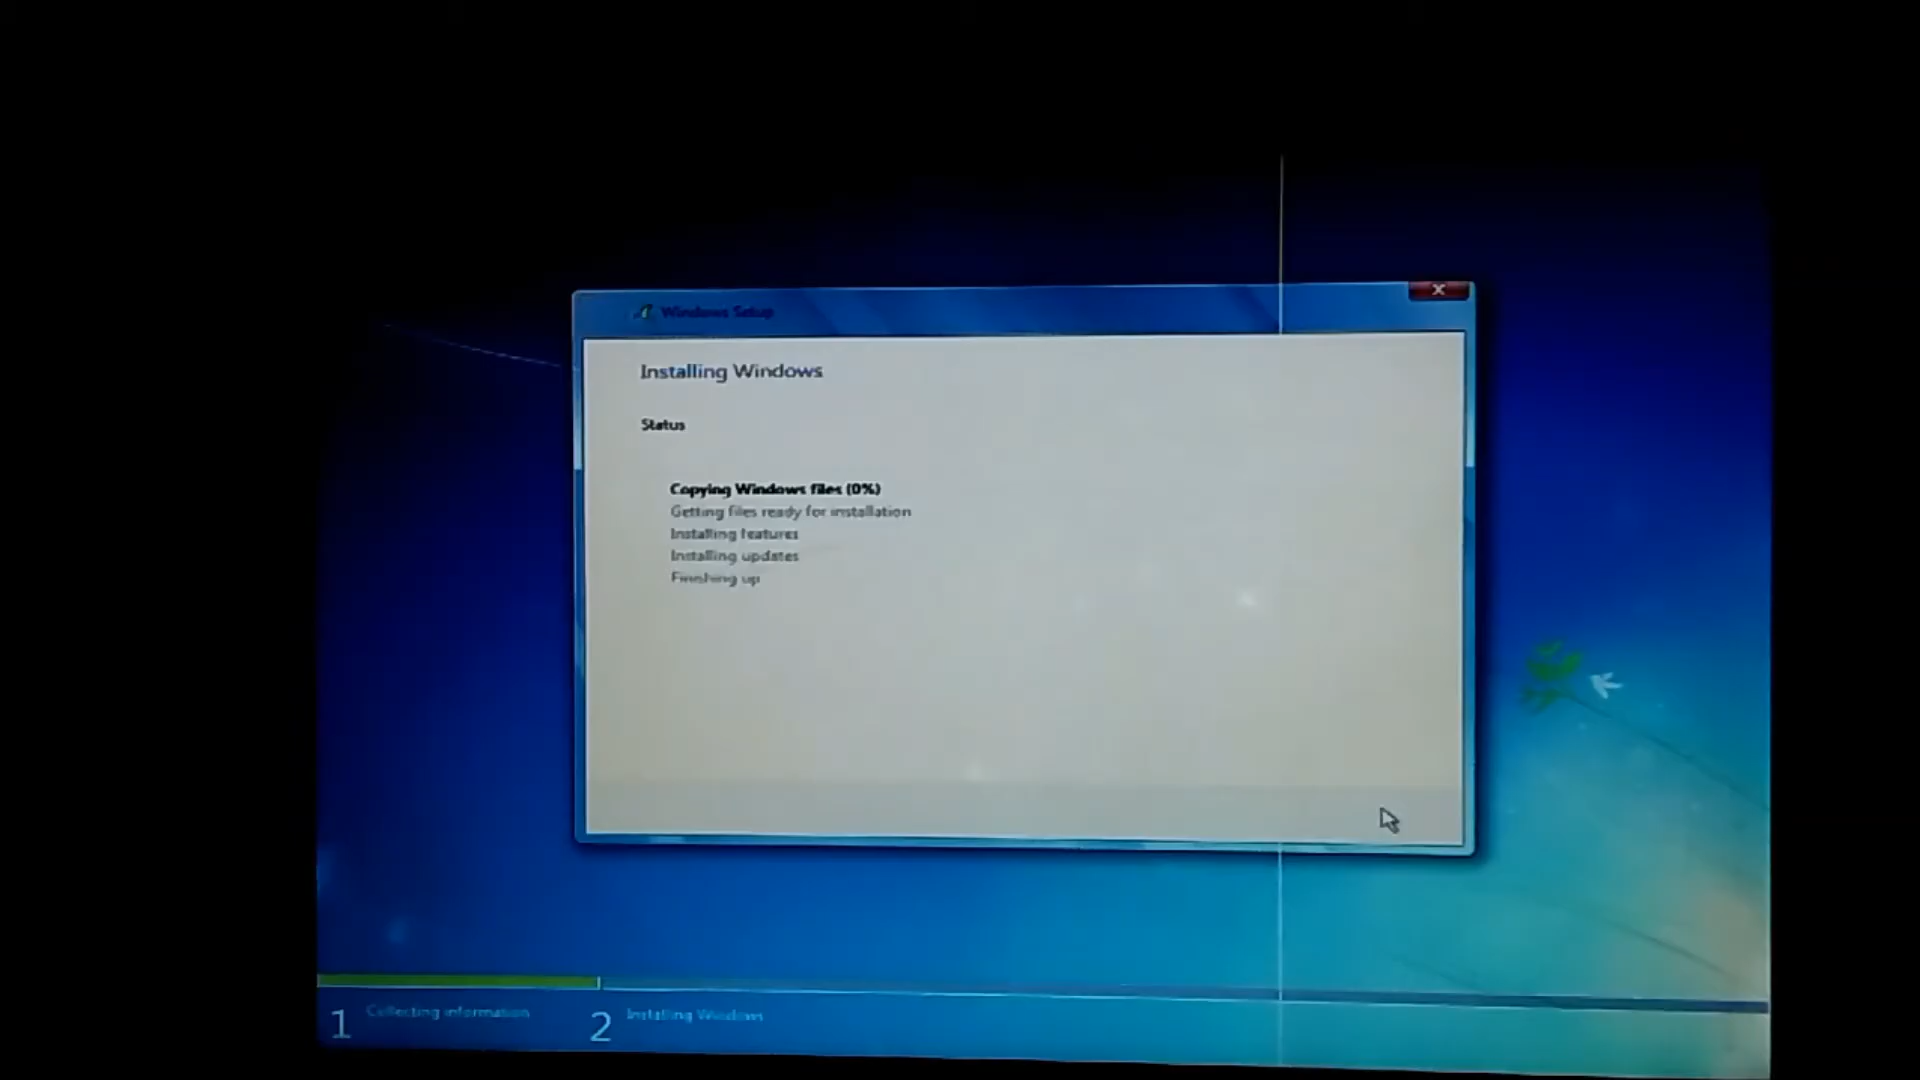 Windows Setup
Installing Windows
Status
Copying Windows files (0%)
Getting files ready for installation
Installing features
Installing updates
Finishing up
1 Collecting information
2 Installing Windows